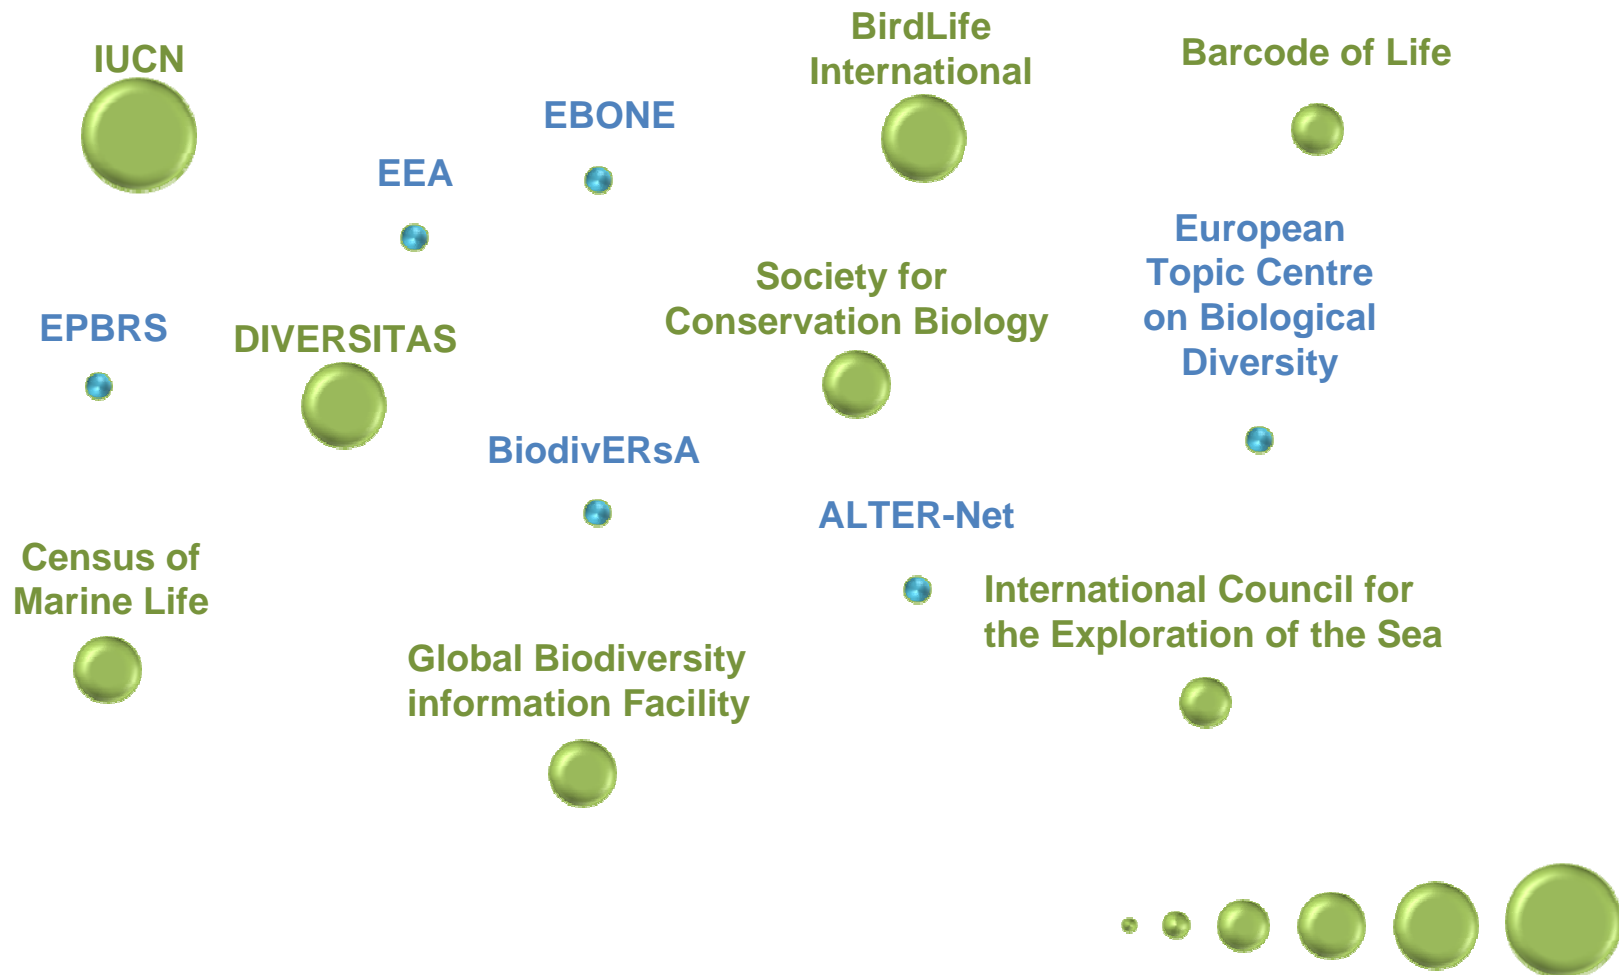 IUCN
BirdLife
International
Barcode of Life
EBONE
EEA
European
Topic Centre
on Biological
Diversity
Society for
Conservation Biology
EPBRS
DIVERSITAS
BiodivERsA
ALTER-Net
Census of
Marine Life
International Council for
the Exploration of the Sea
Global Biodiversity
information Facility